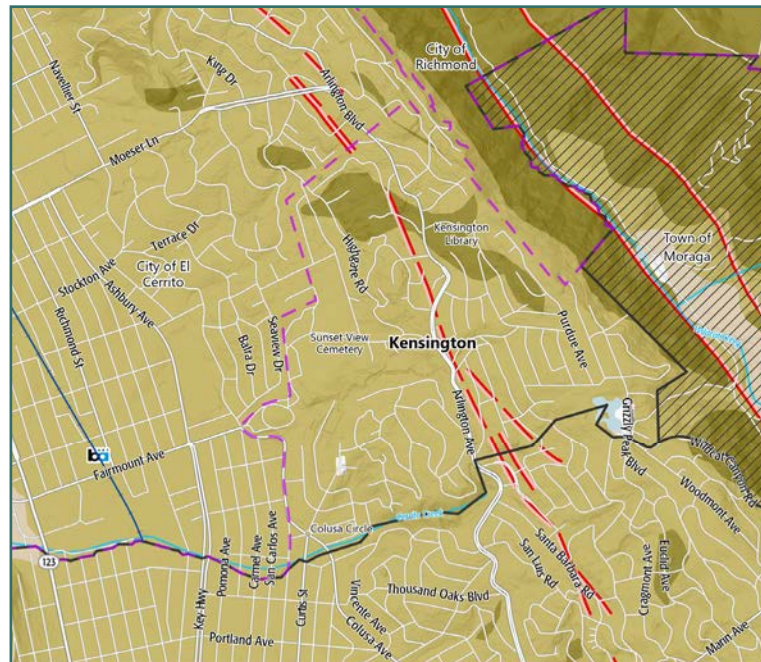 City of
Richmond
Navellier St
King Dr
Arlington Blvd
Moeser Ln
Kensington
Library
Town of
Moraga
Terrace Dr
Highgate Rd
Stockton Ave
City of El
Cerrito
Ashbury Ave
Richmond St
Seaview Dr
Balra Dr
Sunset View
Cemetery
Kensington
Purdue Ave
Arlington Ave
Grizzly Peak
Blvd
Wildcat Canyon Rd
Woodmont Ave
ba
Fairmount Ave
Colusa Circle
123
Pomona Ave
Carmel Ave
San Carlos Ave
Key Hwy
Curtis St
Vincente Ave
Colusa Ave
Thousand Oaks Blvd
San Luis Rd
Santa Barbara Rd
Euclid Ave
Cragmont Ave
Portland Ave
Marin Ave